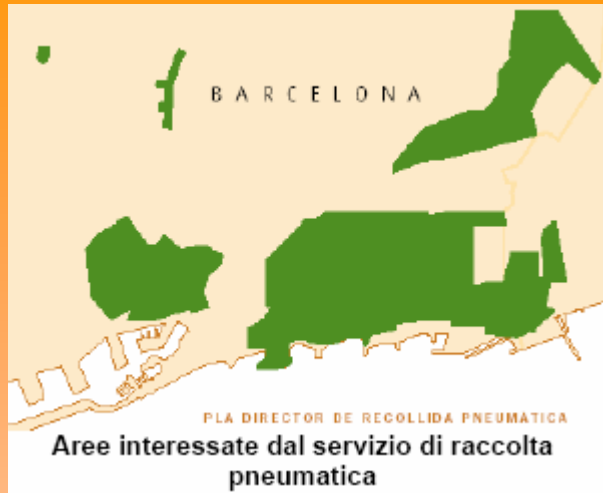 BARCELONA
PLA DIRECTOR DE RECOLLIDA PNEUMATICA
Aree interessate dal servizio di raccolta
pneumatica